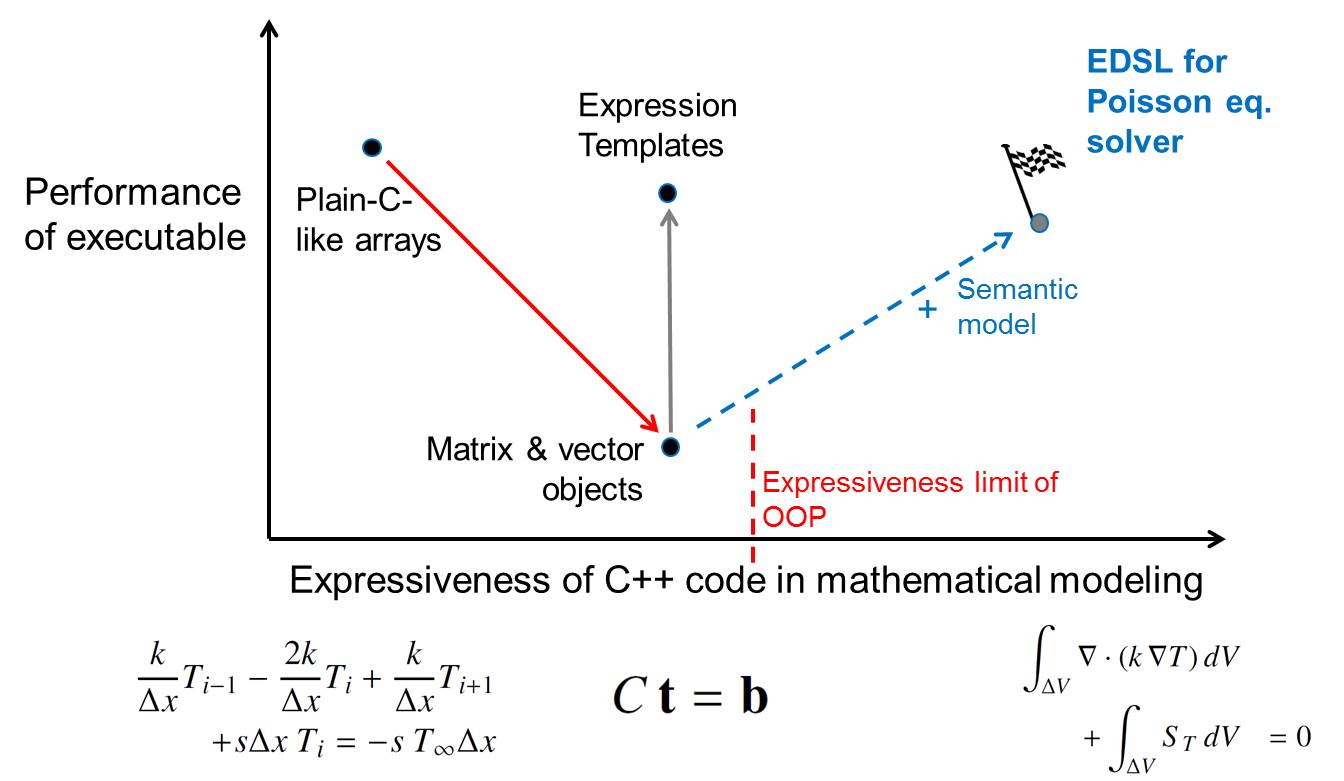 EDSL for
Poisson eq.
solver
Expression
Templates
Performance
of executable
Plain-C-
like arrays
+ Semantic
model
Matrix & vector
objects
Expressiveness limit of
OOP
Expressiveness of C++ code in mathematical modeling
k/Δx T_{i−1} − 2k/Δx T_i + k/Δx T_{i+1}
+sΔx T_i = −s T_∞Δx
C t = b
∫_{ΔV} ∇ · (k ∇T) dV
+ ∫_{ΔV} S_T dV = 0